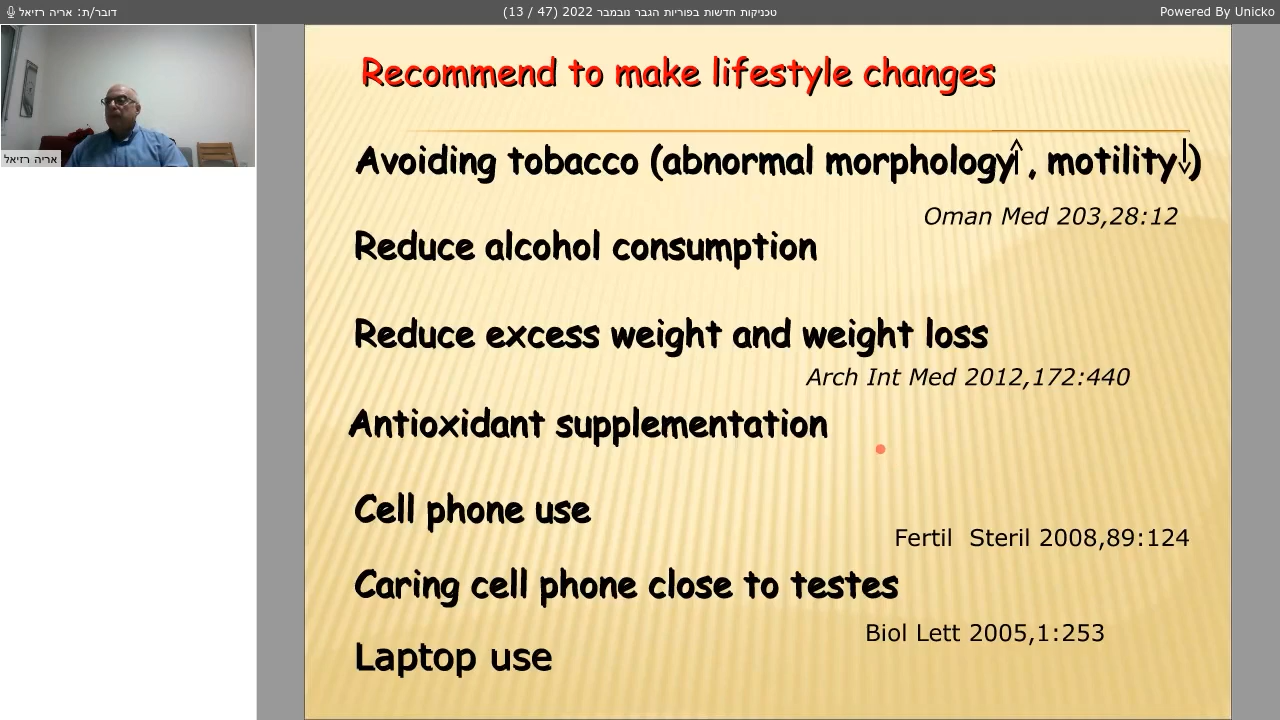 דובר/ת: אריה רזיאל
טכניקות חדשות בפוריות הגבר נובמבר 2022 (47 / 13)
Powered By Unicko
אריה רזיאל
Recommend to make lifestyle changes
Avoiding tobacco (abnormal morphology↑, motility↓)
Oman Med 203,28:12
Reduce alcohol consumption
Reduce excess weight and weight loss
Arch Int Med 2012,172:440
Antioxidant supplementation
Cell phone use
Fertil Steril 2008,89:124
Caring cell phone close to testes
Biol Lett 2005,1:253
Laptop use